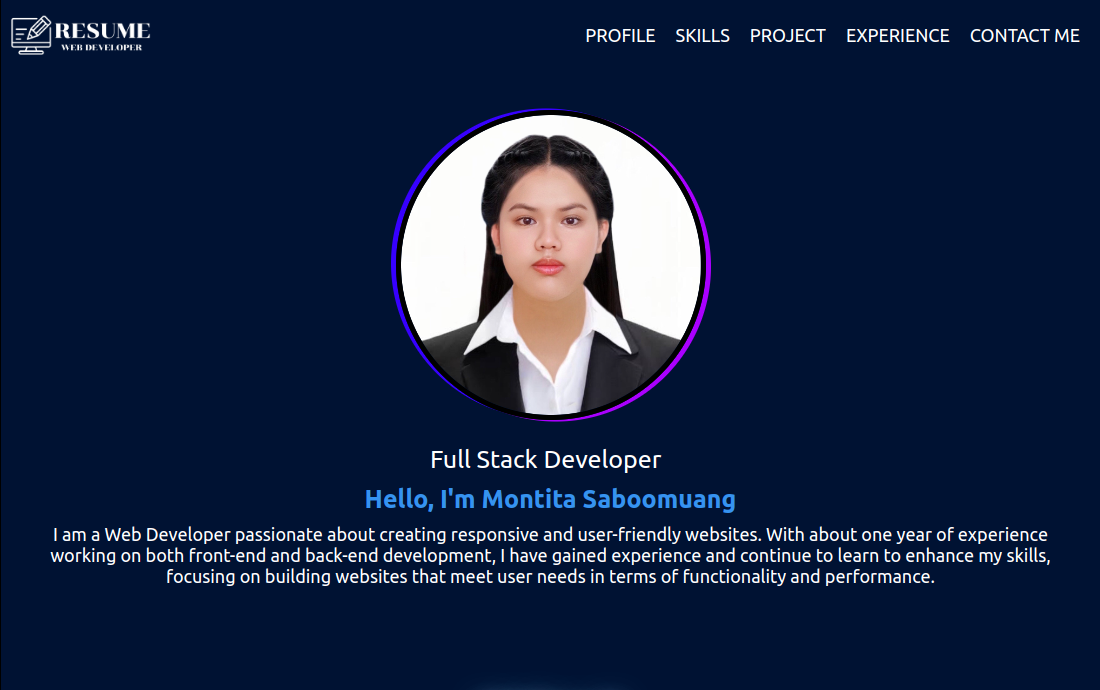 RESUME
WEB DEVELOPER
PROFILE SKILLS PROJECT EXPERIENCE CONTACT ME
Full Stack Developer
Hello, I'm Montita Saboomuang
I am a Web Developer passionate about creating responsive and user-friendly websites. With about one year of experience
working on both front-end and back-end development, I have gained experience and continue to learn to enhance my skills,
focusing on building websites that meet user needs in terms of functionality and performance.